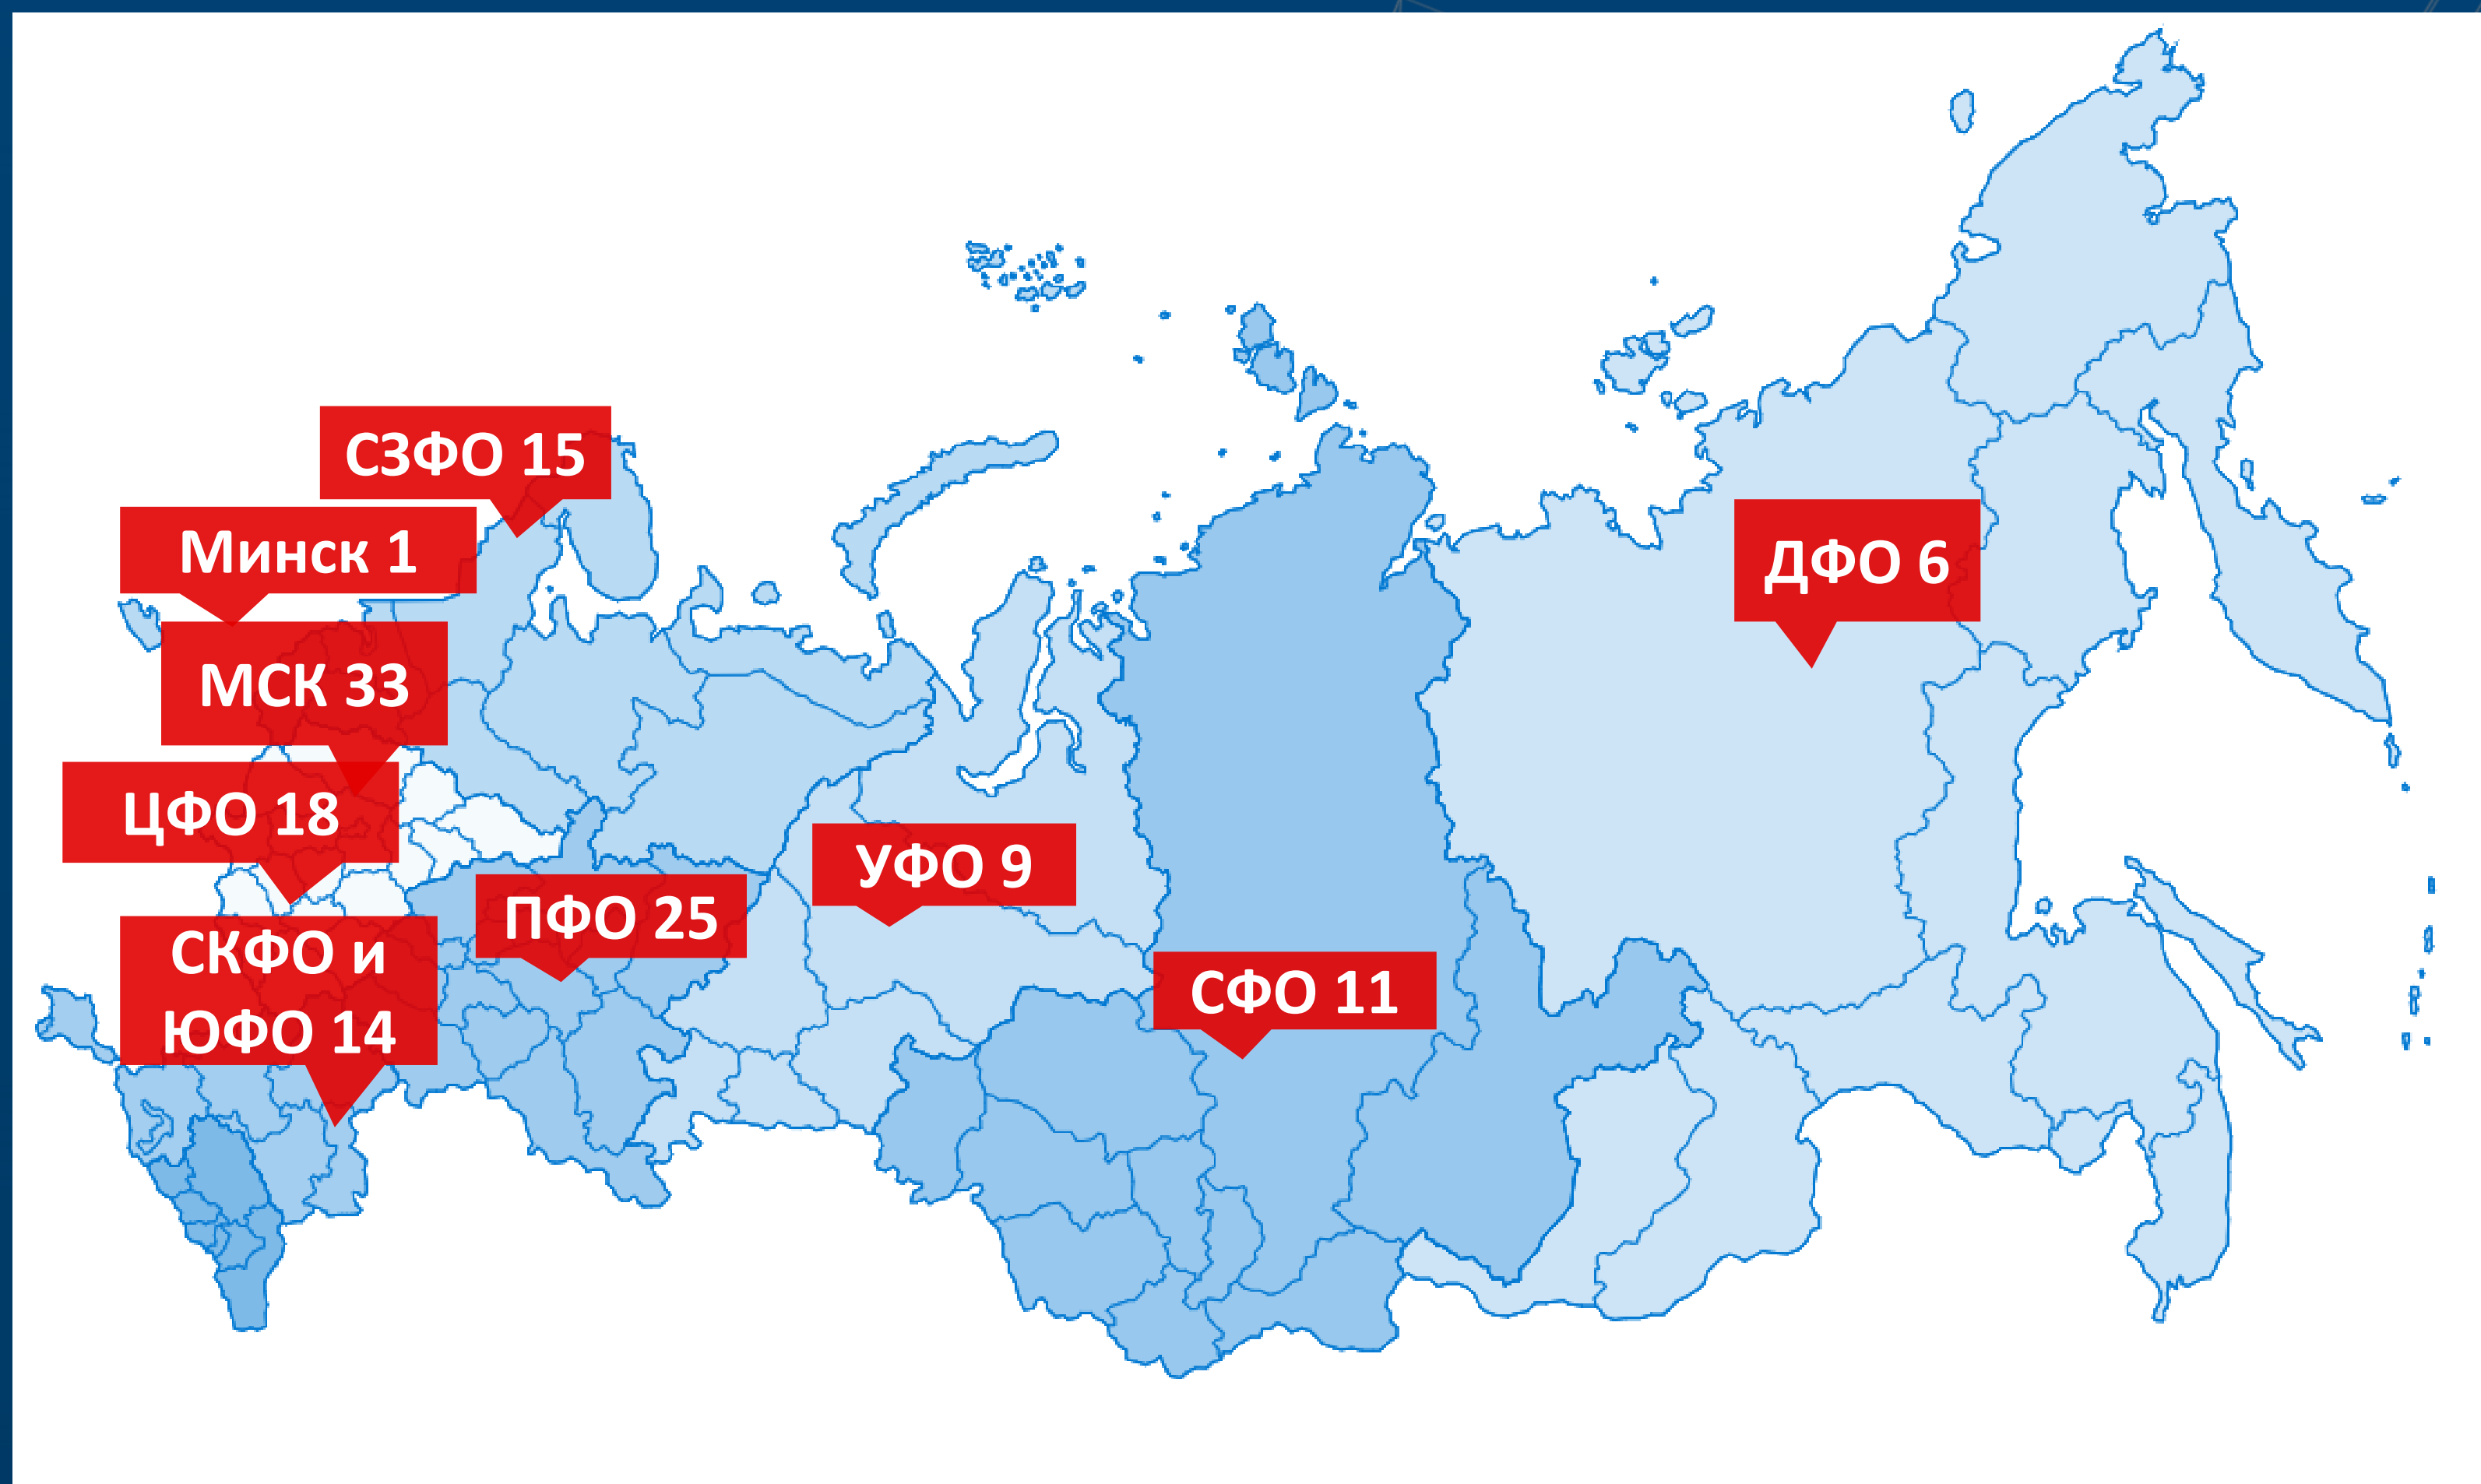 СЗФО 15
Минск 1
ДФО 6
МСК 33
ЦФО 18
УФО 9
ПФО 25
СКФО и
ЮФО 14
СФО 11